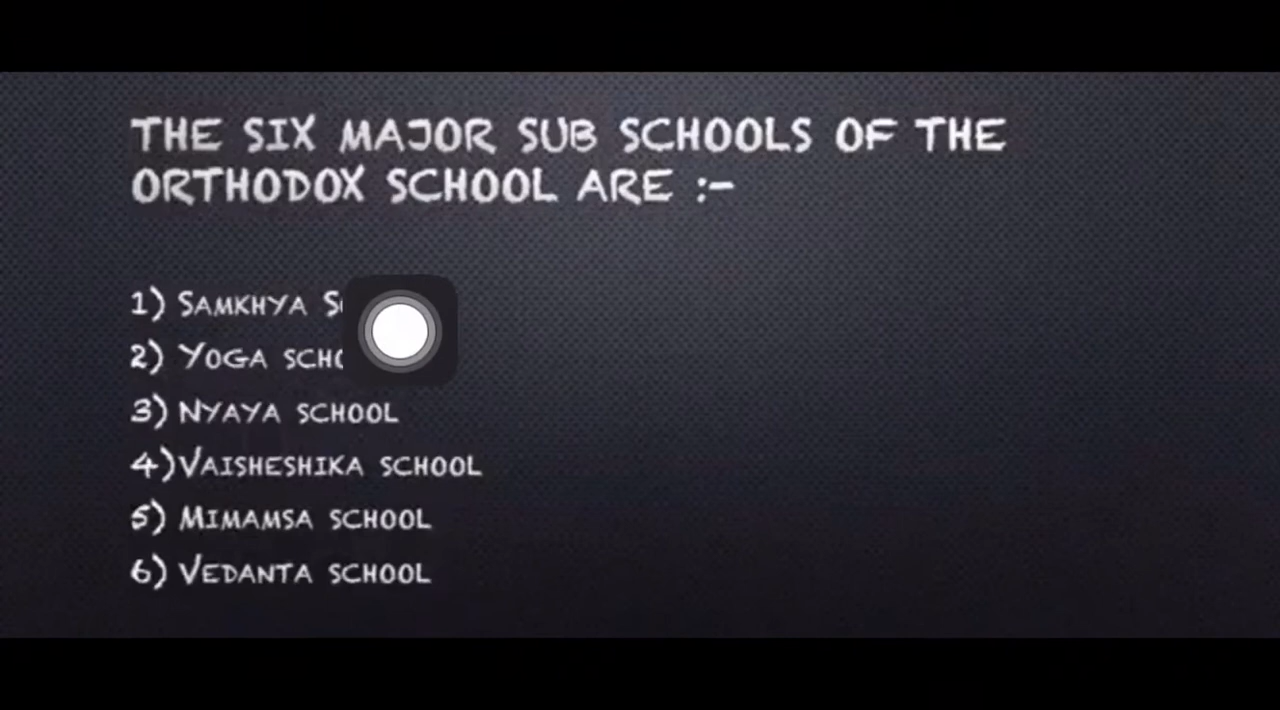 THE SIX MAJOR SUB SCHOOLS OF THE
ORTHODOX SCHOOL ARE :-
1) SAMKHYA
2) YOGA
3) NYAYA SCHOOL
4)VAISHESHIKA SCHOOL
5) MIMAMSA SCHOOL
6) VEDANTA SCHOOL